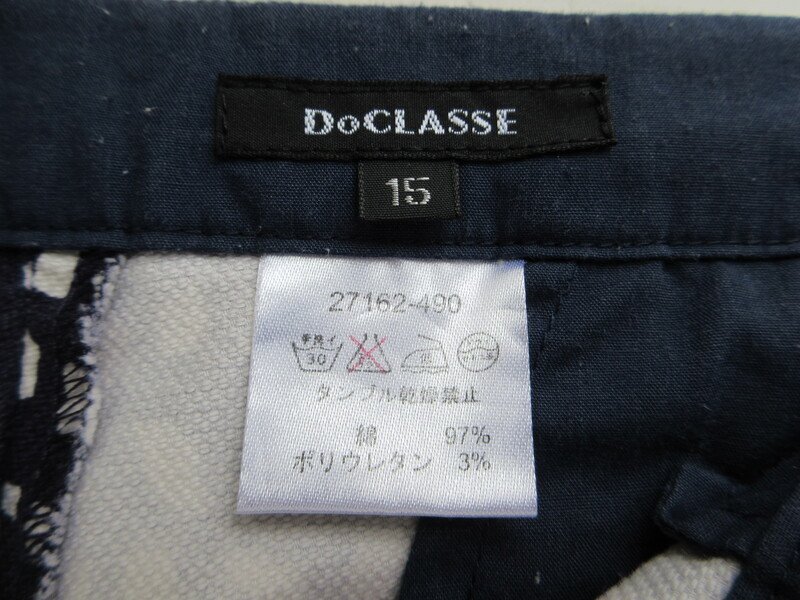 DoCLASSE
15
27162-490
手洗イ
30
タンブル乾燥禁止
綿 97%
ポリウレタン 3%